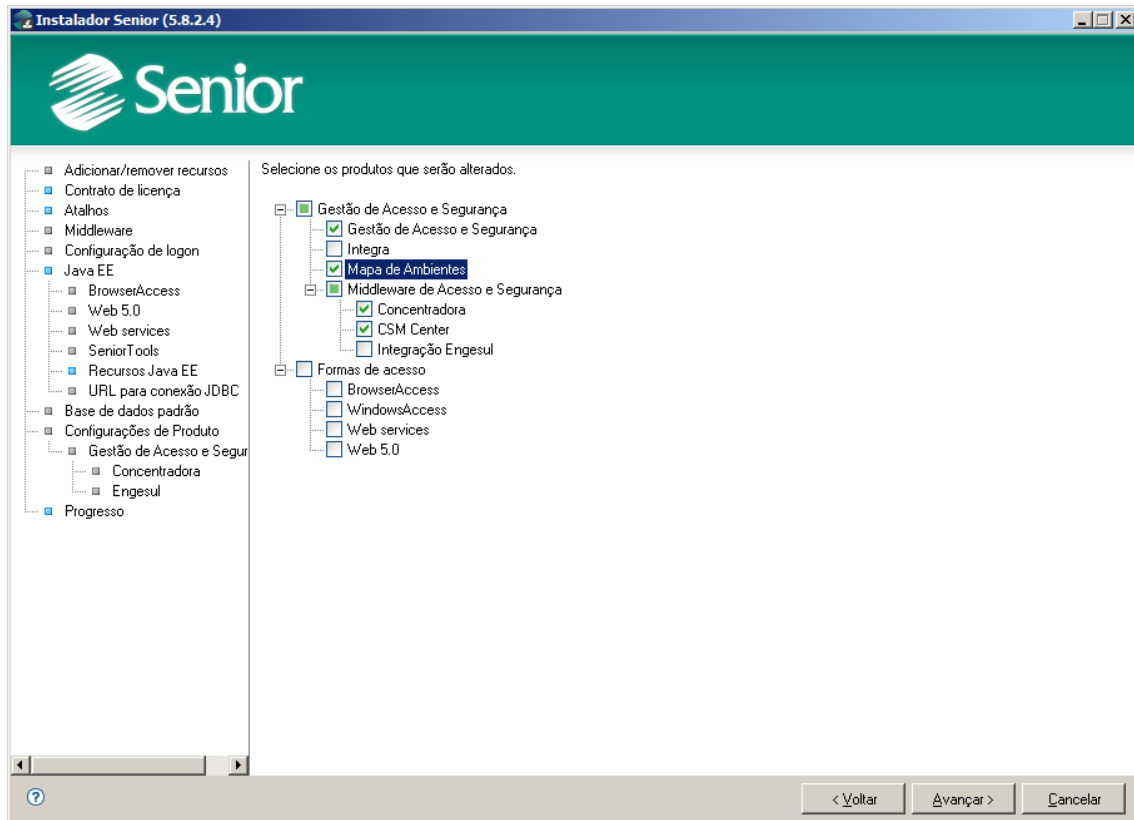 Instalador Senior (5.8.2.4)
Senior
Adicionar/remover recursos
Contrato de licença
Atalhos
Middleware
Configuração de logon
Java EE
BrowserAccess
Web 5.0
Web services
SeniorTools
Recursos Java EE
URL para conexão JDBC
Base de dados padrão
Configurações de Produto
Gestão de Acesso e Segur
Concentradora
Engesul
Progresso
Selecione os produtos que serão alterados.
Gestão de Acesso e Segurança
Gestão de Acesso e Segurança
Integra
Mapa de Ambientes
Middleware de Acesso e Segurança
Concentradora
CSM Center
Integração Engesul
Formas de acesso
BrowserAccess
WindowsAccess
Web services
Web 5.0
?
< Voltar
Avançar >
Cancelar